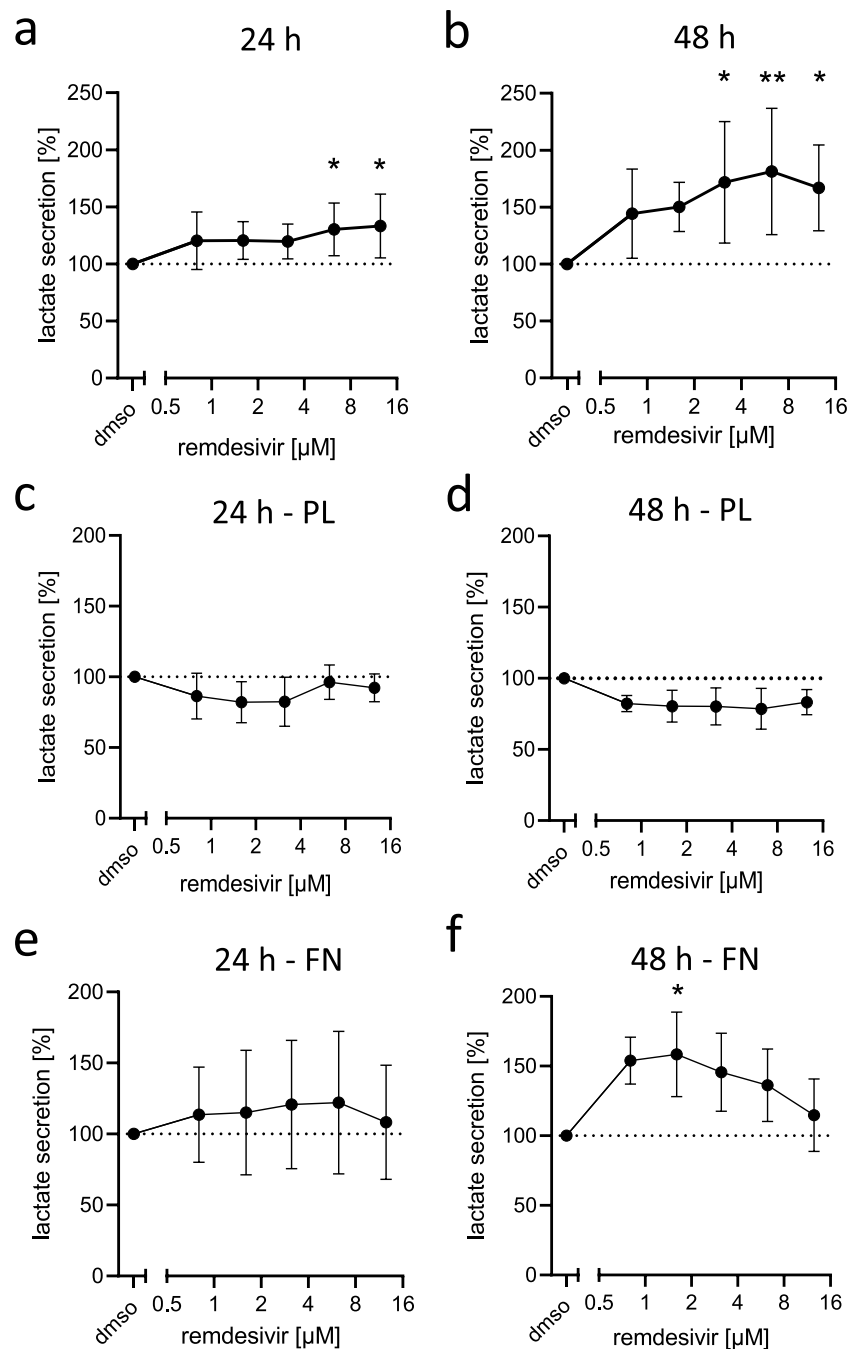 a
24 h
*
*
250
200
150
100
50
0
lactate secretion [%]
dmso
0.5
1
2
4
8
16
remdesivir [µM]
b
48 h
*
**
*
250
200
150
100
50
0
lactate secretion [%]
dmso
0.5
1
2
4
8
16
remdesivir [µM]
c
24 h - PL
200
150
100
50
0
lactate secretion [%]
dmso
0.5
1
2
4
8
16
remdesivir [µM]
d
48 h - PL
200
150
100
50
0
lactate secretion [%]
dmso
0.5
1
2
4
8
16
remdesivir [µM]
e
24 h - FN
200
150
100
50
0
lactate secretion [%]
dmso
0.5
1
2
4
8
16
remdesivir [µM]
f
48 h - FN
*
200
150
100
50
0
lactate secretion [%]
dmso
0.5
1
2
4
8
16
remdesivir [µM]